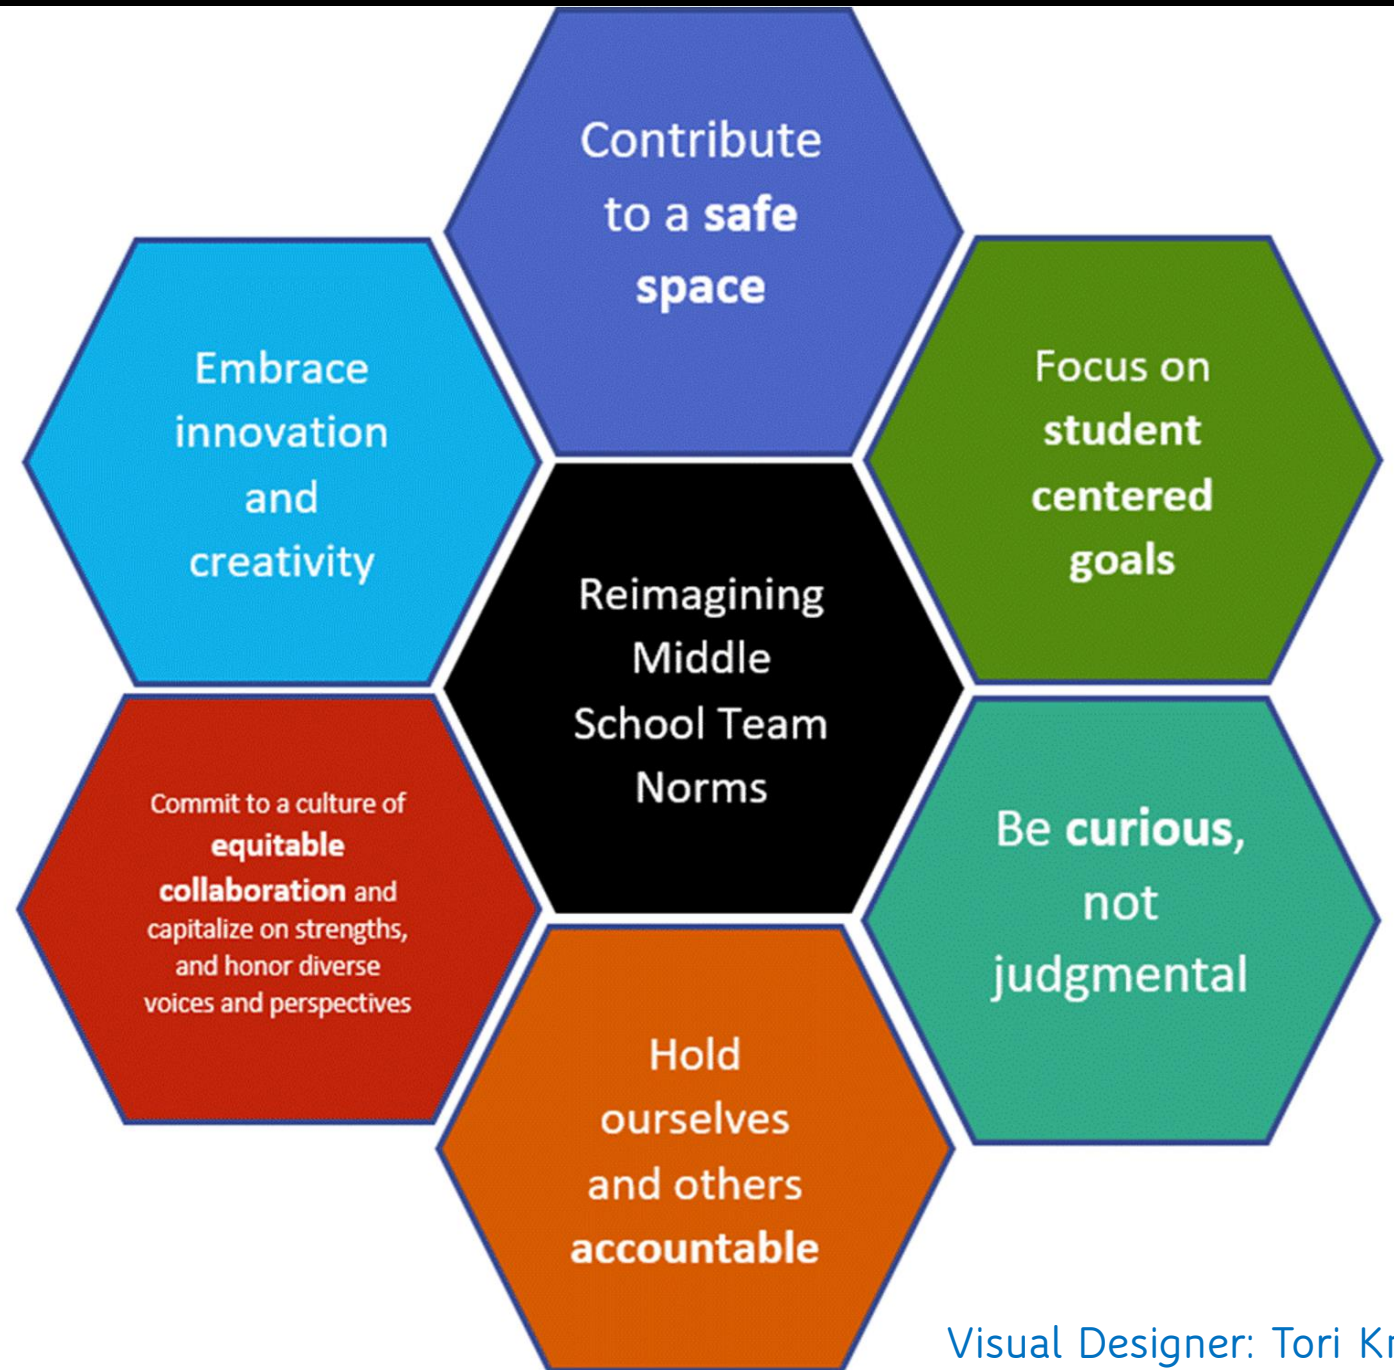 Contribute
to a safe
space
Embrace
innovation
and
creativity
Focus on
student
centered
goals
Reimagining
Middle
School Team
Norms
Commit to a culture of
equitable
collaboration and
capitalize on strengths,
and honor diverse
voices and perspectives
Be curious,
not
judgmental
Hold
ourselves
and others
accountable
Visual Designer: Tori